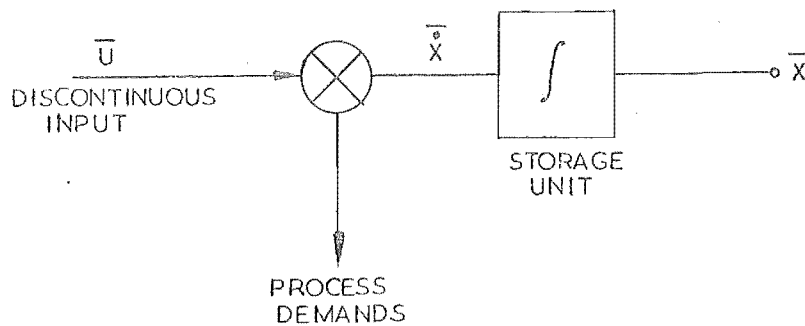 U̅
DISCONTINUOUS
INPUT
X̊̅
∫
X̅
STORAGE
UNIT
PROCESS
DEMANDS